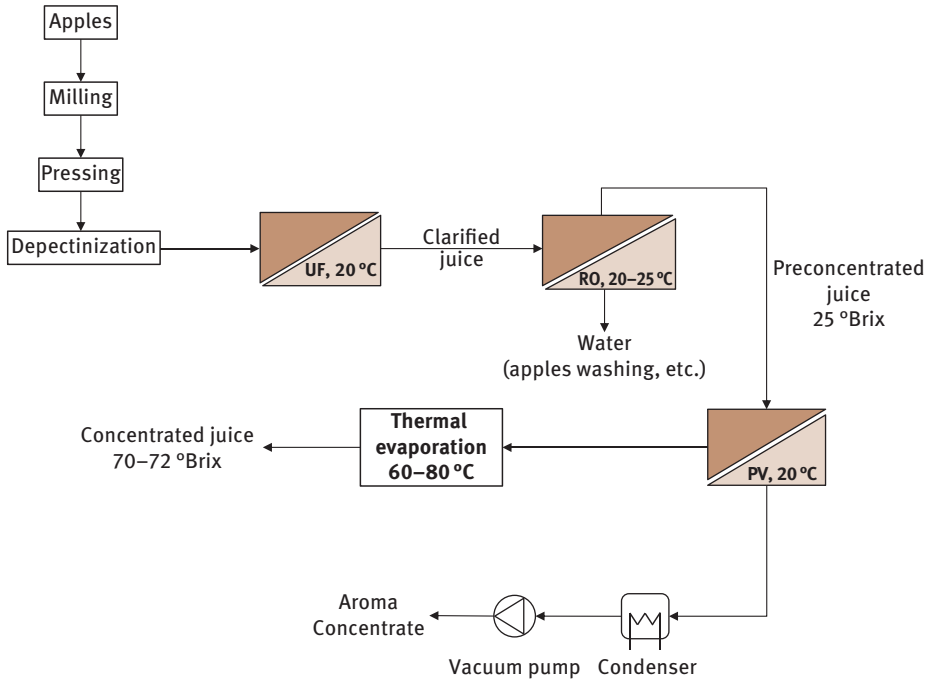 Apples
Milling
Pressing
Depectinization
UF, 20 °C
Clarified
juice
RO, 20–25 °C
Water
(apples washing, etc.)
Preconcentrated
juice
25 °Brix
PV, 20 °C
Thermal
evaporation
60–80 °C
Concentrated juice
70–72 °Brix
Aroma
Concentrate
Vacuum pump
Condenser